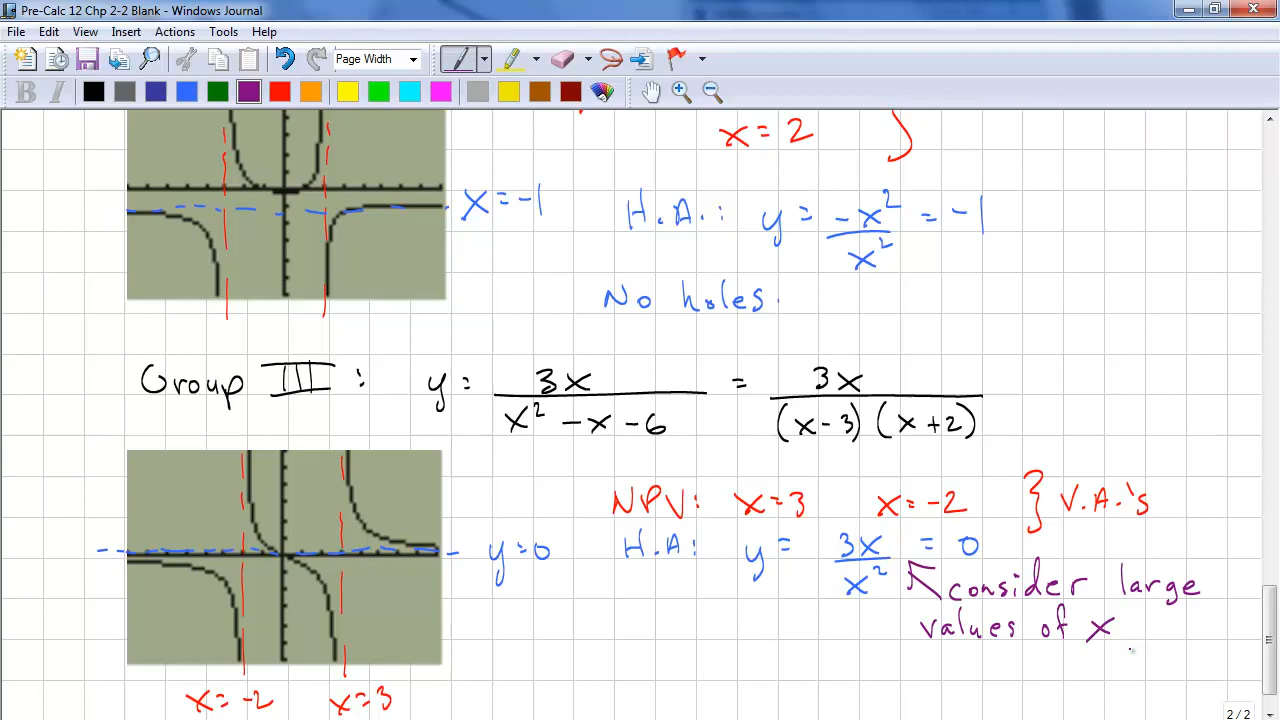 Pre-Calc 12 Chp 2-2 Blank - Windows Journal
File Edit View Insert Actions Tools Help
Page Width
B I
x = 2 }
x = -1
H.A.: y = -x²/x² = -1
No holes.
Group III : y = 3x/(x² - x - 6) = 3x/((x-3)(x+2))
NPV: x=3 x=-2 } V.A.'s
y=0
H.A: y = 3x/x² = 0
consider large
values of x
x = -2 x = 3
2/2